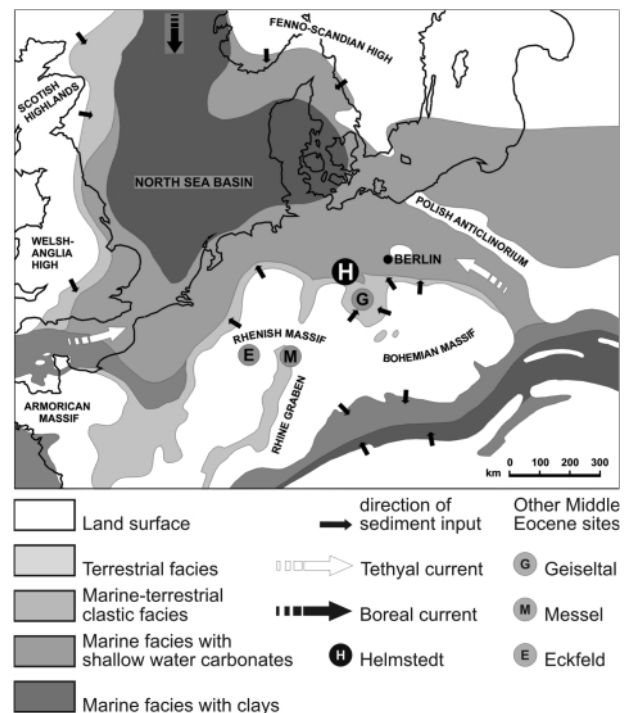 FENNO-SCANDIAN HIGH
SCOTISH
HIGHLANDS
NORTH SEA BASIN
POLISH ANTICLINORIUM
WELSH-
ANGLIA
HIGH
H
BERLIN
G
RHENISH MASSIF
E
M
BOHEMIAN MASSIF
ARMORICAN
MASSIF
RHINE GRABEN
km 0 100 200 300
Land surface
Terrestrial facies
Marine-terrestrial
clastic facies
Marine facies with
shallow water carbonates
Marine facies with clays
direction of
sediment input
Tethyal current
Boreal current
H Helmstedt
Other Middle
Eocene sites
G Geiseltal
M Messel
E Eckfeld